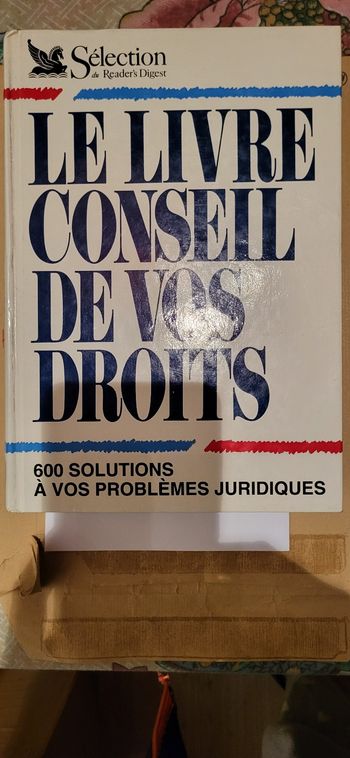 Sélection
du Reader's Digest
LE LIVRE
CONSEIL
DE VOS
DROITS
600 SOLUTIONS
À VOS PROBLÈMES JURIDIQUES